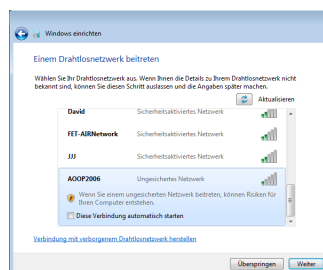 Windows einrichten
Einem Drahtlosnetzwerk beitreten
Wählen Sie Ihr Drahtlosnetzwerk aus. Wenn Ihnen die Details zu Ihrem Drahtlosnetzwerk nicht
bekannt sind, können Sie diesen Schritt auslassen und die Angaben später machen.
Aktualisieren
David Sicherheitsaktiviertes Netzwerk
FET-AIRNetwork Sicherheitsaktiviertes Netzwerk
JJJ Sicherheitsaktiviertes Netzwerk
AOOP2006 Ungesichertes Netzwerk
Wenn Sie einem ungesicherten Netzwerk beitreten, können Risiken für
Ihren Computer entstehen.
Diese Verbindung automatisch starten
Verbindung mit verborgenem Drahtlosnetzwerk herstellen
Überspringen Weiter